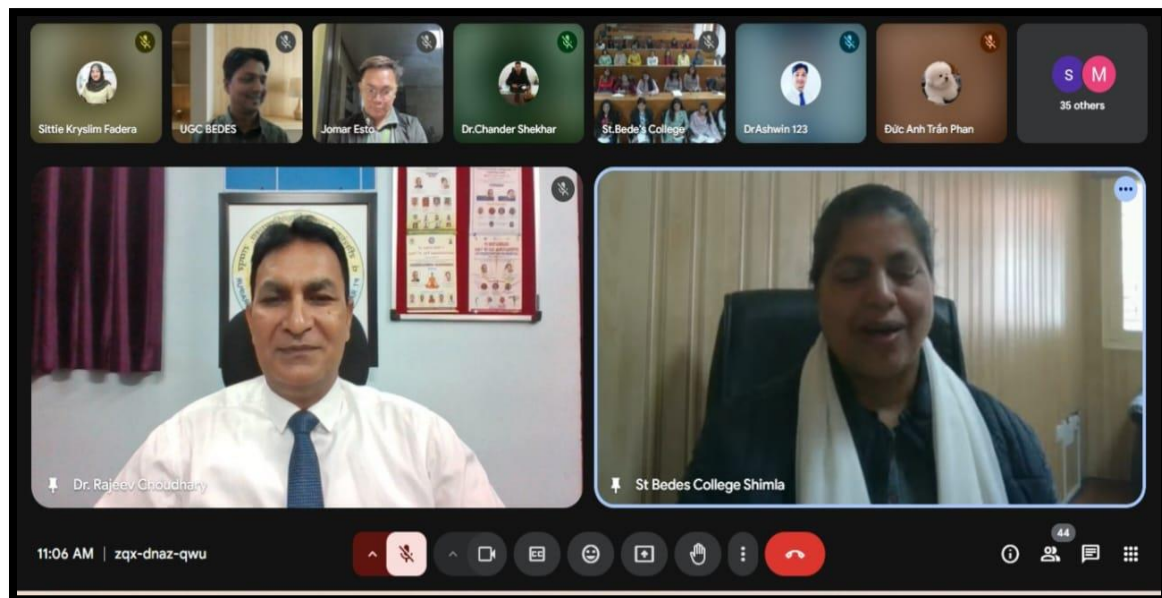 Sittie Kryslim Fadera
UGC BEDES
Jomar Esto
Dr.Chander Shekhar
St.Bede's College
DrAshwin 123
Đức Anh Trần Phan
S M
35 others
Dr. Rajeev Choudhary
St Bedes College Shimla
44
11:06 AM | zqx-dnaz-qwu
CC